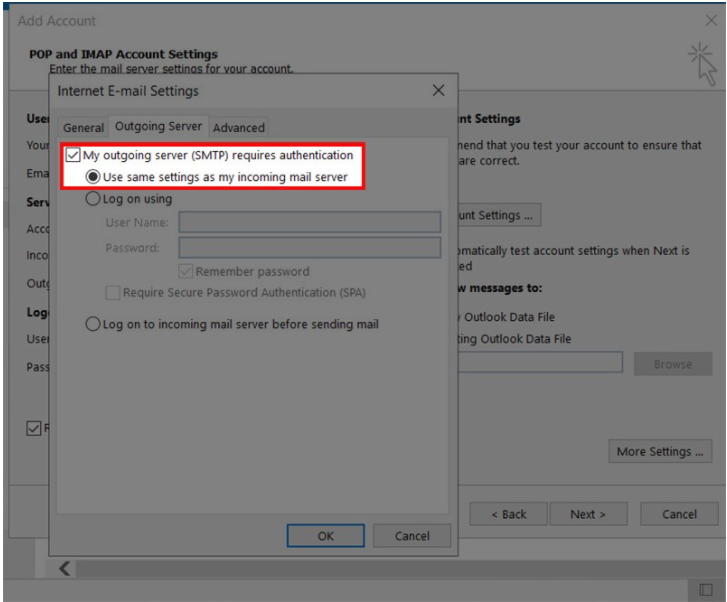 Add Account
POP and IMAP Account Settings
Enter the mail server settings for your account.
Internet E-mail Settings
General Outgoing Server Advanced
My outgoing server (SMTP) requires authentication
Use same settings as my incoming mail server
Log on using
User Name:
Password:
Remember password
Require Secure Password Authentication (SPA)
Log on to incoming mail server before sending mail
OK Cancel
Use
Your
Ema
Serv
Acco
Inco
Outg
Log
User
Pass
R
nt Settings
mend that you test your account to ensure that
are correct.
unt Settings ...
omatically test account settings when Next is
ed
w messages to:
Outlook Data File
ting Outlook Data File
Browse
More Settings ...
< Back Next > Cancel